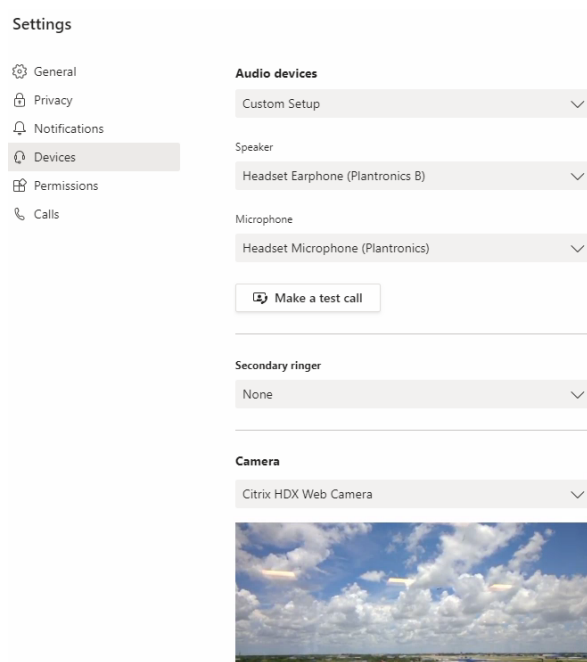 Settings
General
Privacy
Notifications
Devices
Permissions
Calls
Audio devices
Custom Setup
Speaker
Headset Earphone (Plantronics B)
Microphone
Headset Microphone (Plantronics)
Make a test call
Secondary ringer
None
Camera
Citrix HDX Web Camera